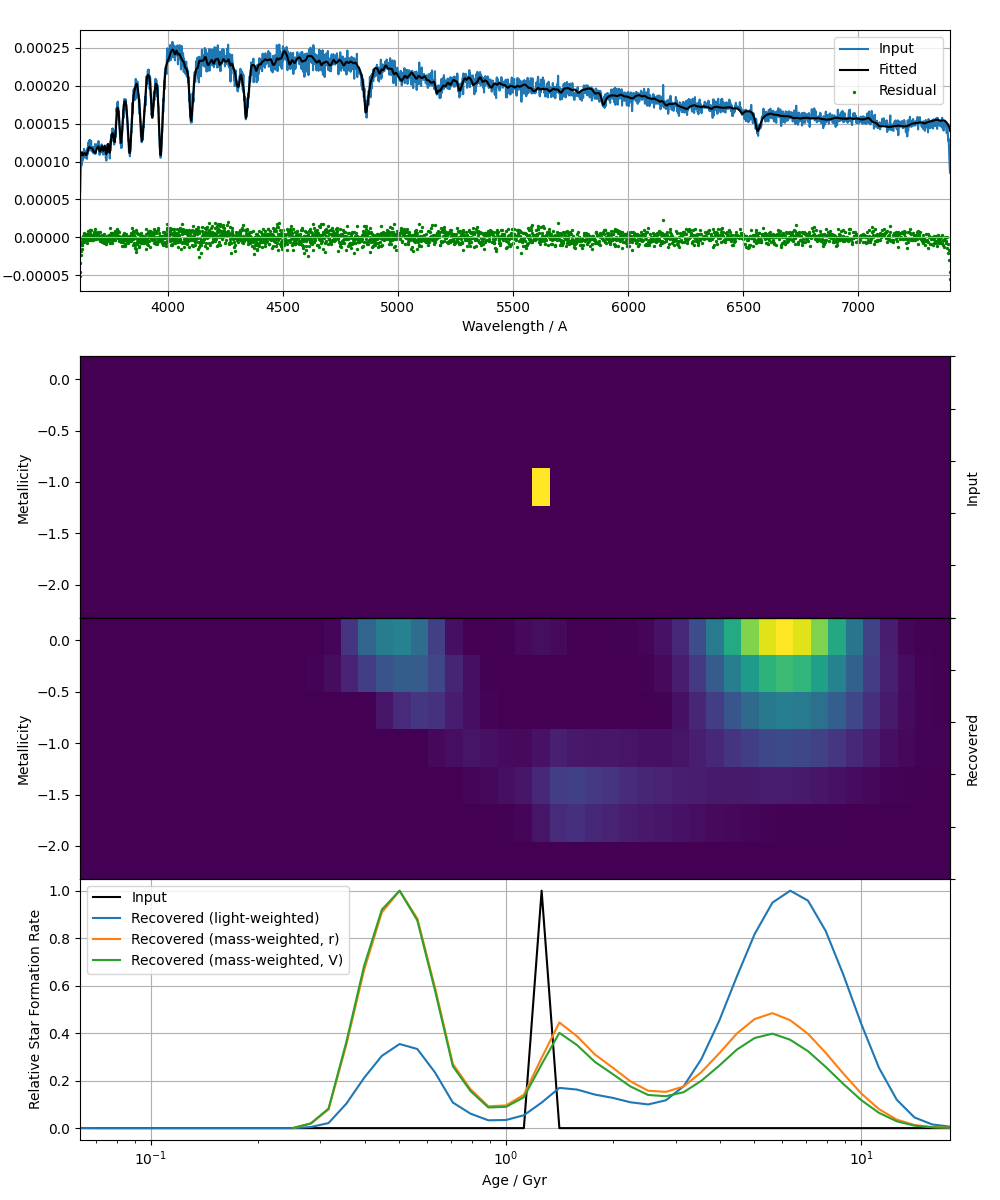 0.00025
0.00020
0.00015
0.00010
0.00005
0.00000
−0.00005
Input
Fitted
Residual
4000 4500 5000 5500 6000 6500 7000
Wavelength / A
0.0
−0.5
−1.0
−1.5
−2.0
Metallicity
Input
0.0
−0.5
−1.0
−1.5
−2.0
Metallicity
Recovered
1.0
0.8
0.6
0.4
0.2
0.0
Relative Star Formation Rate
Input
Recovered (light-weighted)
Recovered (mass-weighted, r)
Recovered (mass-weighted, V)
10⁻¹ 10⁰ 10¹
Age / Gyr